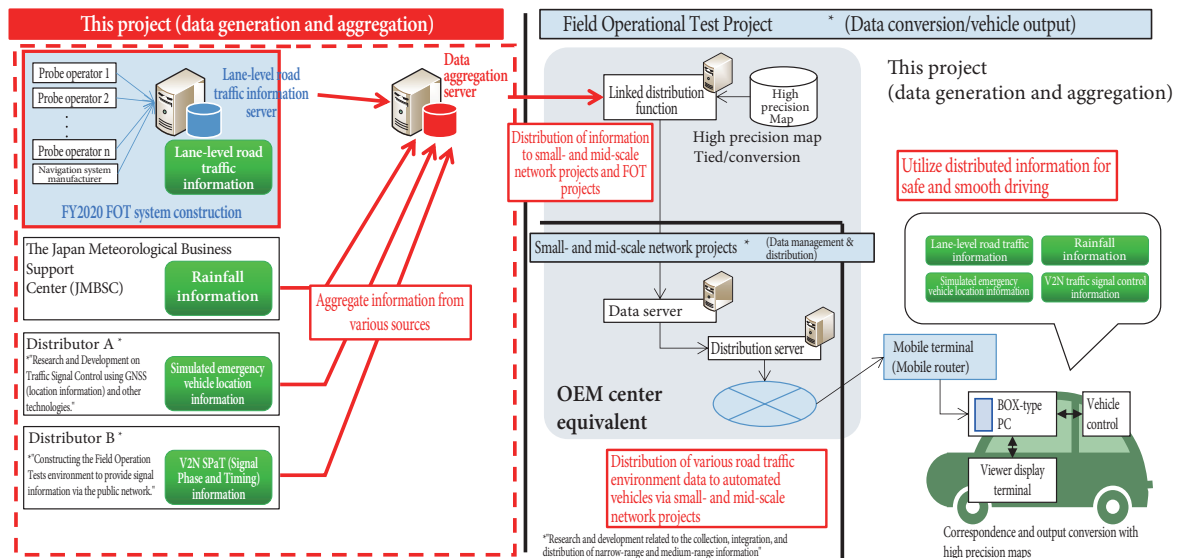 This project (data generation and aggregation)
Probe operator 1
Probe operator 2
Probe operator n
Navigation system
manufacturer
Lane-level road
traffic information
server
Lane-level road
traffic
information
FY2020 FOT system construction
Data
aggregation
server
The Japan Meteorological Business
Support
Center (JMBSC)
Rainfall
information
Aggregate information from
various sources
Distributor A *
*"Research and Development on
Traffic Signal Control using GNSS
(location information) and other
technologies."
Simulated emergency
vehicle location
information
Distributor B *
*"Constructing the Field Operation
Tests environment to provide signal
information via the public network."
V2N SPaT (Signal
Phase and Timing)
information
Field Operational Test Project * (Data conversion/vehicle output)
Linked distribution
function
High
precision
Map
High precision map
Tied/conversion
Distribution of information
to small- and mid-scale
network projects and FOT
projects
Small- and mid-scale network projects * (Data management &
distribution)
Data server
Distribution server
OEM center
equivalent
Distribution of various road traffic
environment data to automated
vehicles via small- and mid-scale
network projects
*"Research and development related to the collection, integration, and
distribution of narrow-range and medium-range information"
This project
(data generation and aggregation)
Utilize distributed information for
safe and smooth driving
Lane-level road traffic
information
Rainfall
information
Simulated emergency
vehicle location information
V2N traffic signal control
information
Mobile terminal
(Mobile router)
BOX-type
PC
Vehicle
control
Viewer display
terminal
Correspondence and output conversion with
high precision maps